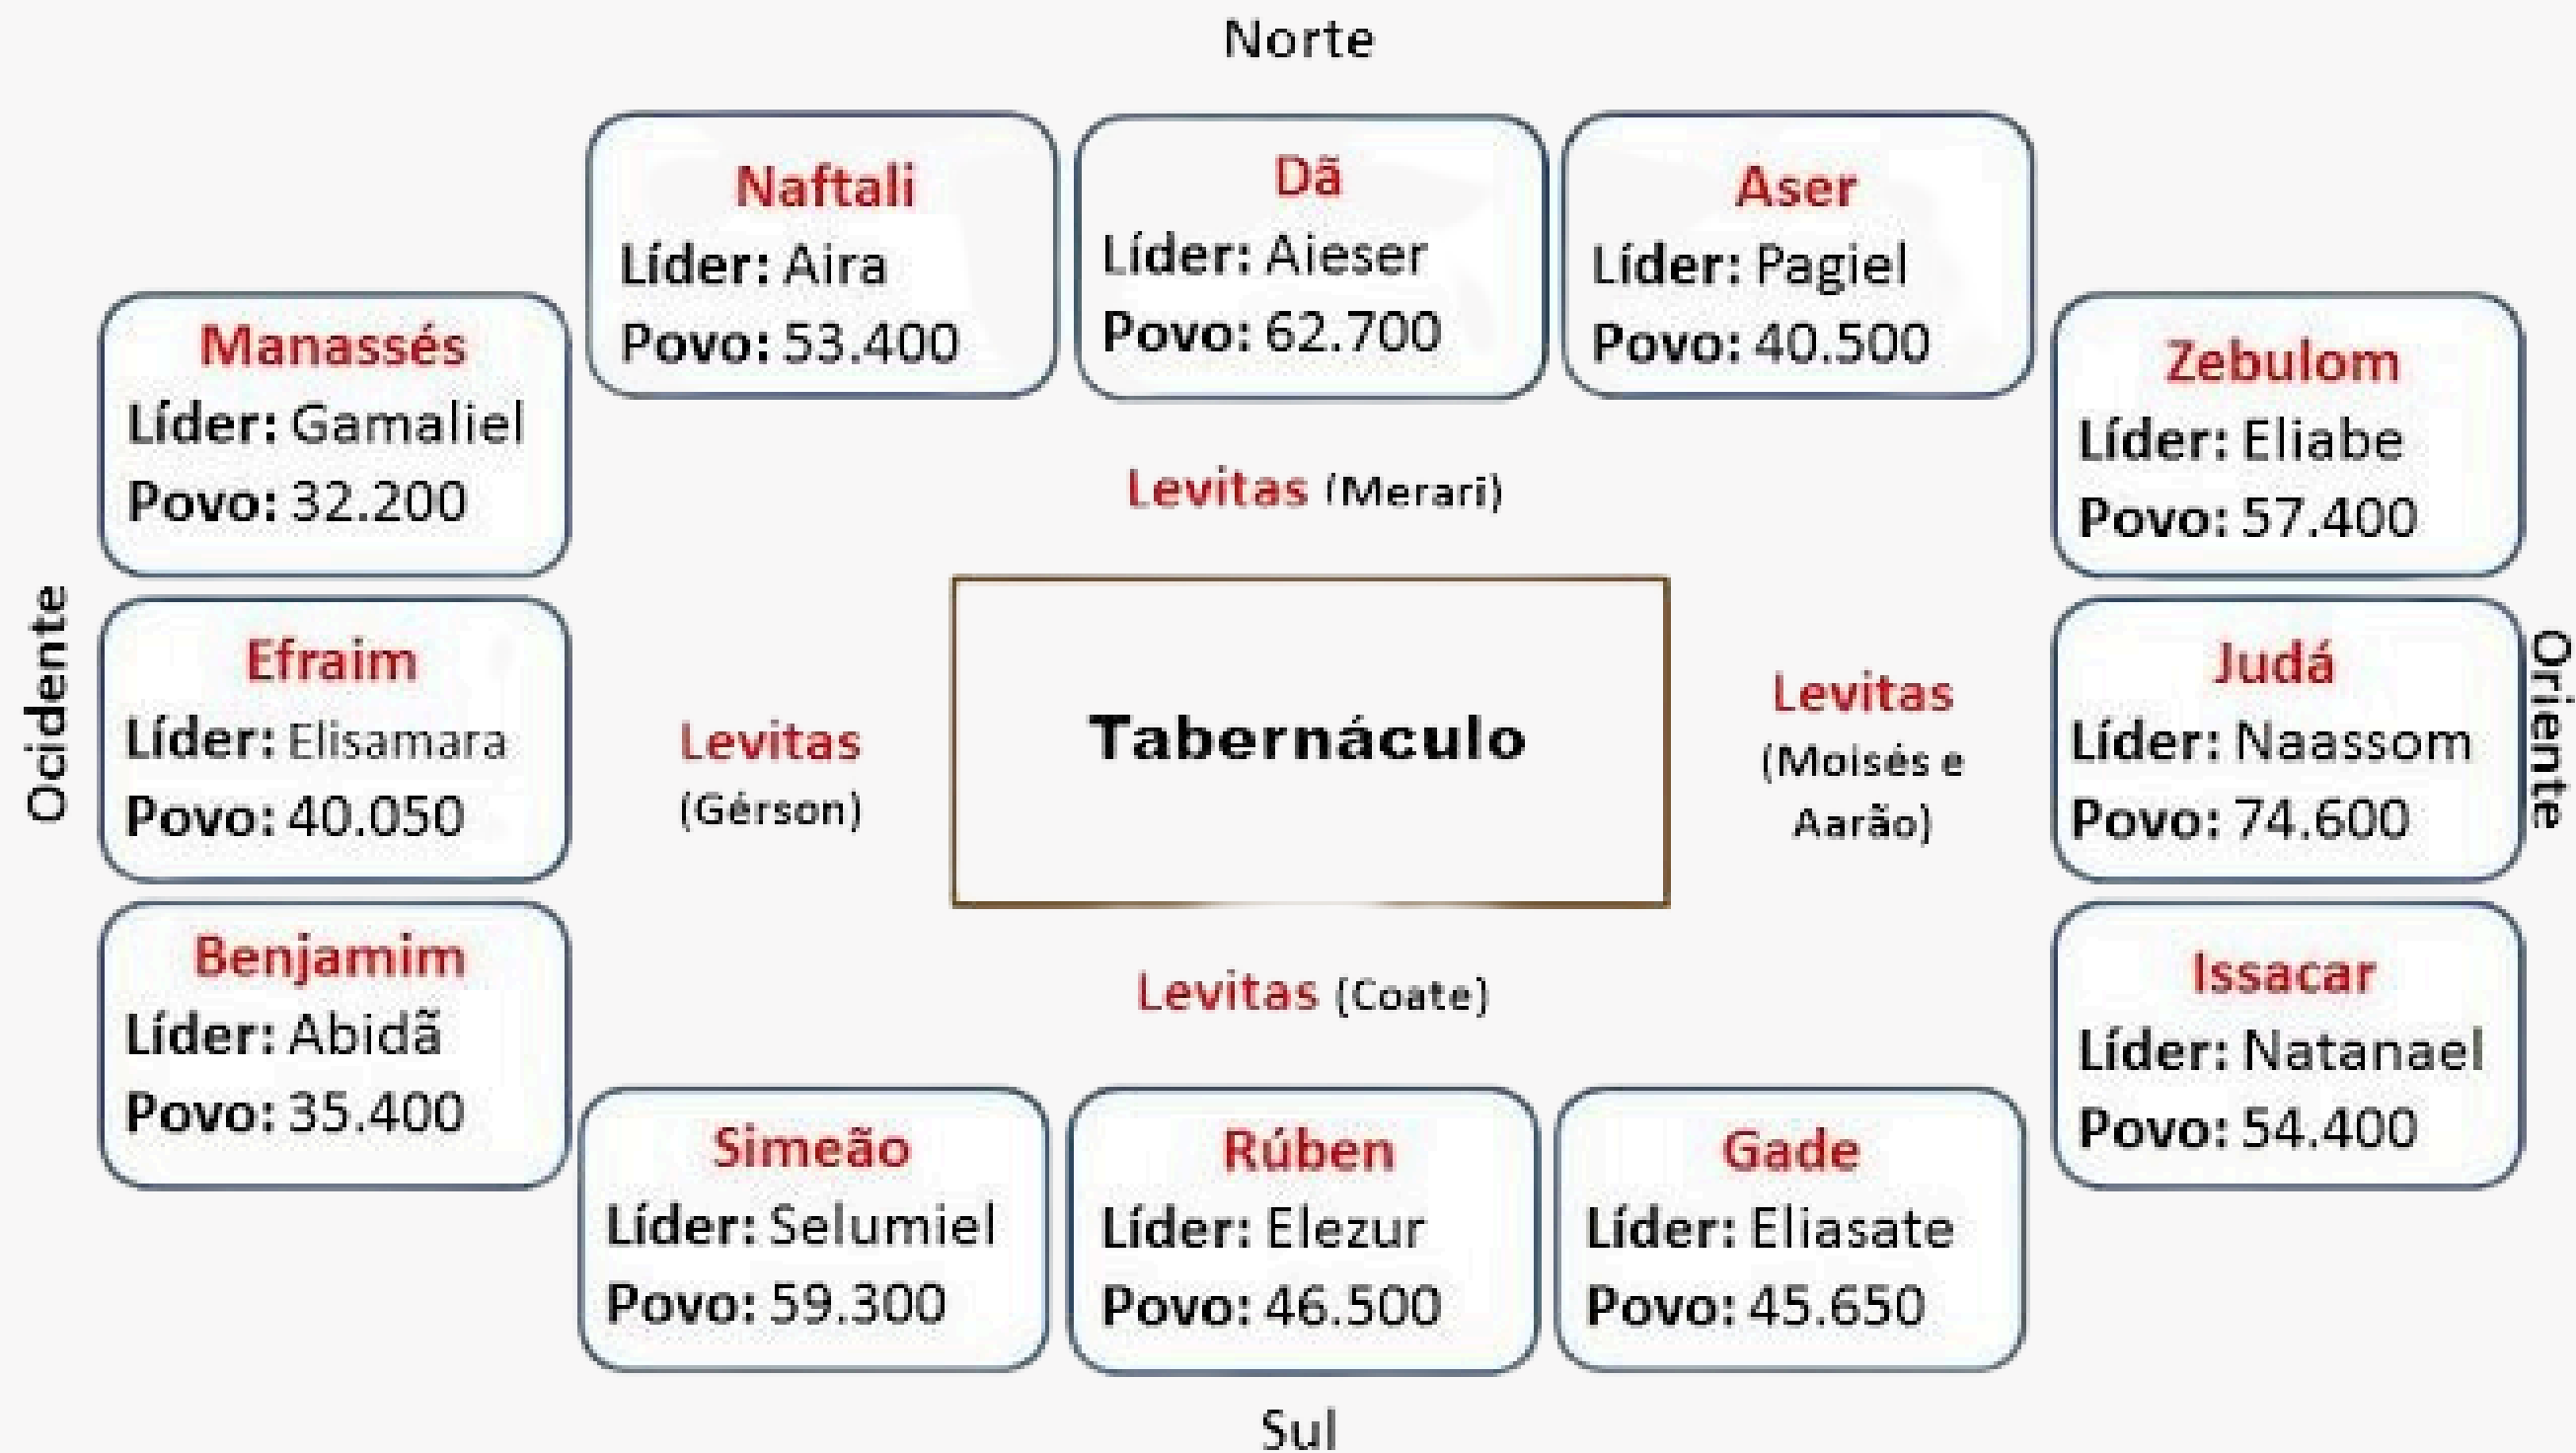 Norte
Naftali
Líder: Aira
Povo: 53.400
Dã
Líder: Aieser
Povo: 62.700
Aser
Líder: Pagiel
Povo: 40.500
Manassés
Líder: Gamaliel
Povo: 32.200
Zebulom
Líder: Eliabe
Povo: 57.400
Levitas (Merari)
Ocidente
Efraim
Líder: Elisamara
Povo: 40.050
Levitas
(Gérson)
Tabernáculo
Levitas
(Moisés e
Aarão)
Judá
Líder: Naassom
Povo: 74.600
Oriente
Benjamim
Líder: Abidã
Povo: 35.400
Levitas (Coate)
Issacar
Líder: Natanael
Povo: 54.400
Simeão
Líder: Selumiel
Povo: 59.300
Rúben
Líder: Elezur
Povo: 46.500
Gade
Líder: Eliasate
Povo: 45.650
Sul